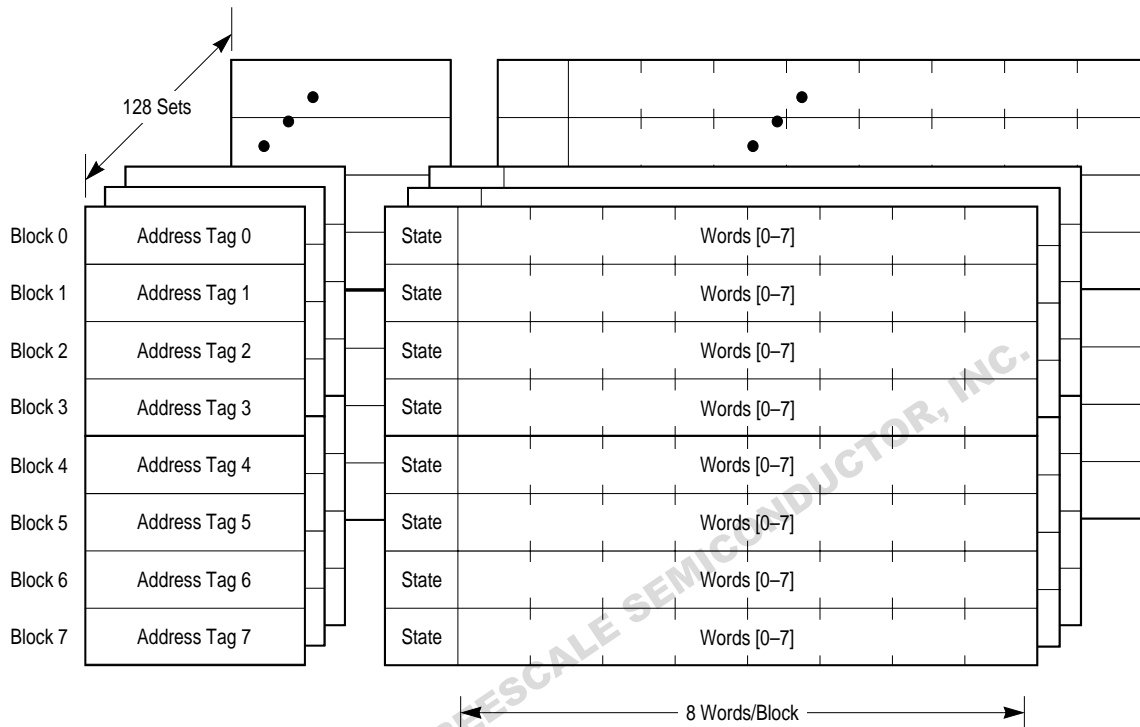 128 Sets
Block 0 Address Tag 0 State Words [0–7]
Block 1 Address Tag 1 State Words [0–7]
Block 2 Address Tag 2 State Words [0–7]
Block 3 Address Tag 3 State Words [0–7]
Block 4 Address Tag 4 State Words [0–7]
Block 5 Address Tag 5 State Words [0–7]
Block 6 Address Tag 6 State Words [0–7]
Block 7 Address Tag 7 State Words [0–7]
8 Words/Block
SEMICONDUCTOR, INC.